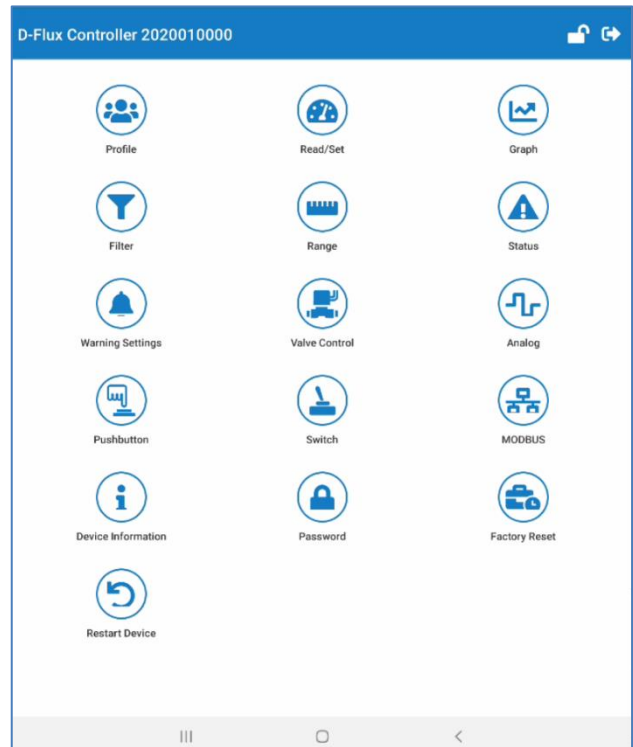 D-Flux Controller 2020010000
Profile Read/Set Graph
Filter Range Status
Warning Settings Valve Control Analog
Pushbutton Switch MODBUS
Device Information Password Factory Reset
Restart Device